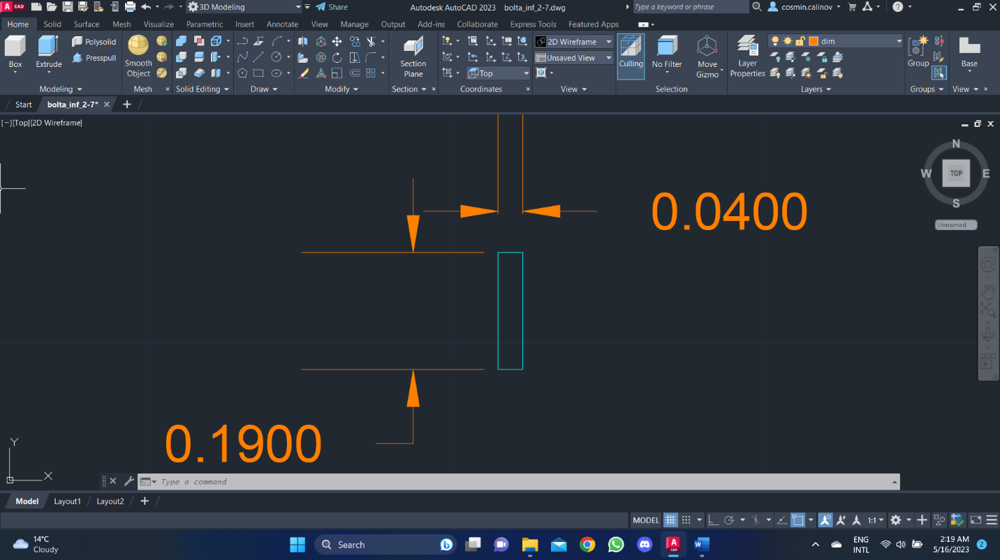 A CAD 3D Modeling Share Autodesk AutoCAD 2023 bolta_inf_2-7.dwg Type a keyword or phrase cosmin.calinov
Home Solid Surface Mesh Visualize Parametric Insert Annotate View Manage Output Add-ins Collaborate Express Tools Featured Apps
Box
Extrude
Polysolid
Presspull
Smooth
Object
Section
Plane
2D Wireframe
Unsaved View
Top
Culling
No Filter
Move
Gizmo
Layer
Properties
dim
Group
Base
Modeling Mesh Solid Editing Draw Modify Section Coordinates View Selection Layers Groups View
Start bolta_inf_2-7*
[−][Top][2D Wireframe]
N
W TOP E
S
Unnamed
0.0400
0.1900
Y
X
Type a command
Model Layout1 Layout2
MODEL 1:1
14°C
Cloudy
Search
A CAD
W
ENG
INTL
2:19 AM
5/16/2023
2